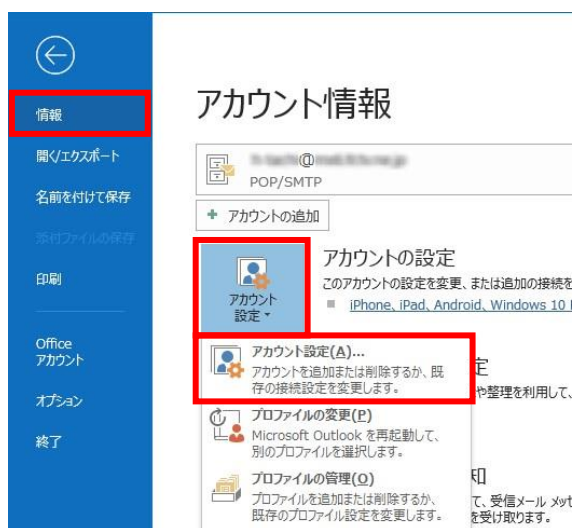 情報
開く/エクスポート
名前を付けて保存
添付ファイルの保存
印刷
Office
アカウント
オプション
終了
アカウント情報
@
POP/SMTP
アカウントの追加
アカウント
設定
アカウントの設定
このアカウントの設定を変更、または追加の接続を
iPhone、iPad、Android、Windows 10
アカウント設定(A)...
アカウントを追加または削除するか、既
存の接続設定を変更します。
プロファイルの変更(P)
Microsoft Outlook を再起動して、
別のプロファイルを選択します。
プロファイルの管理(O)
プロファイルを追加または削除するか、
既存のプロファイル設定を変更します。
定
や整理を利用して、
知
て、受信メール メッセ
を受け取ります。